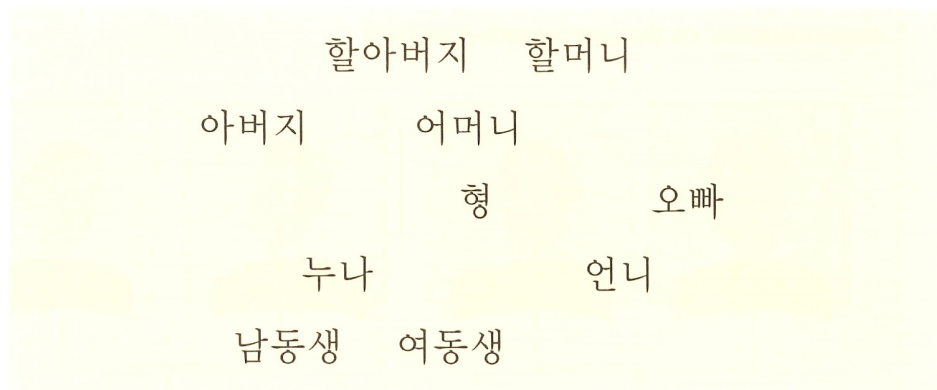 할아버지 할머니
아버지 어머니
형 오빠
누나 언니
남동생 여동생